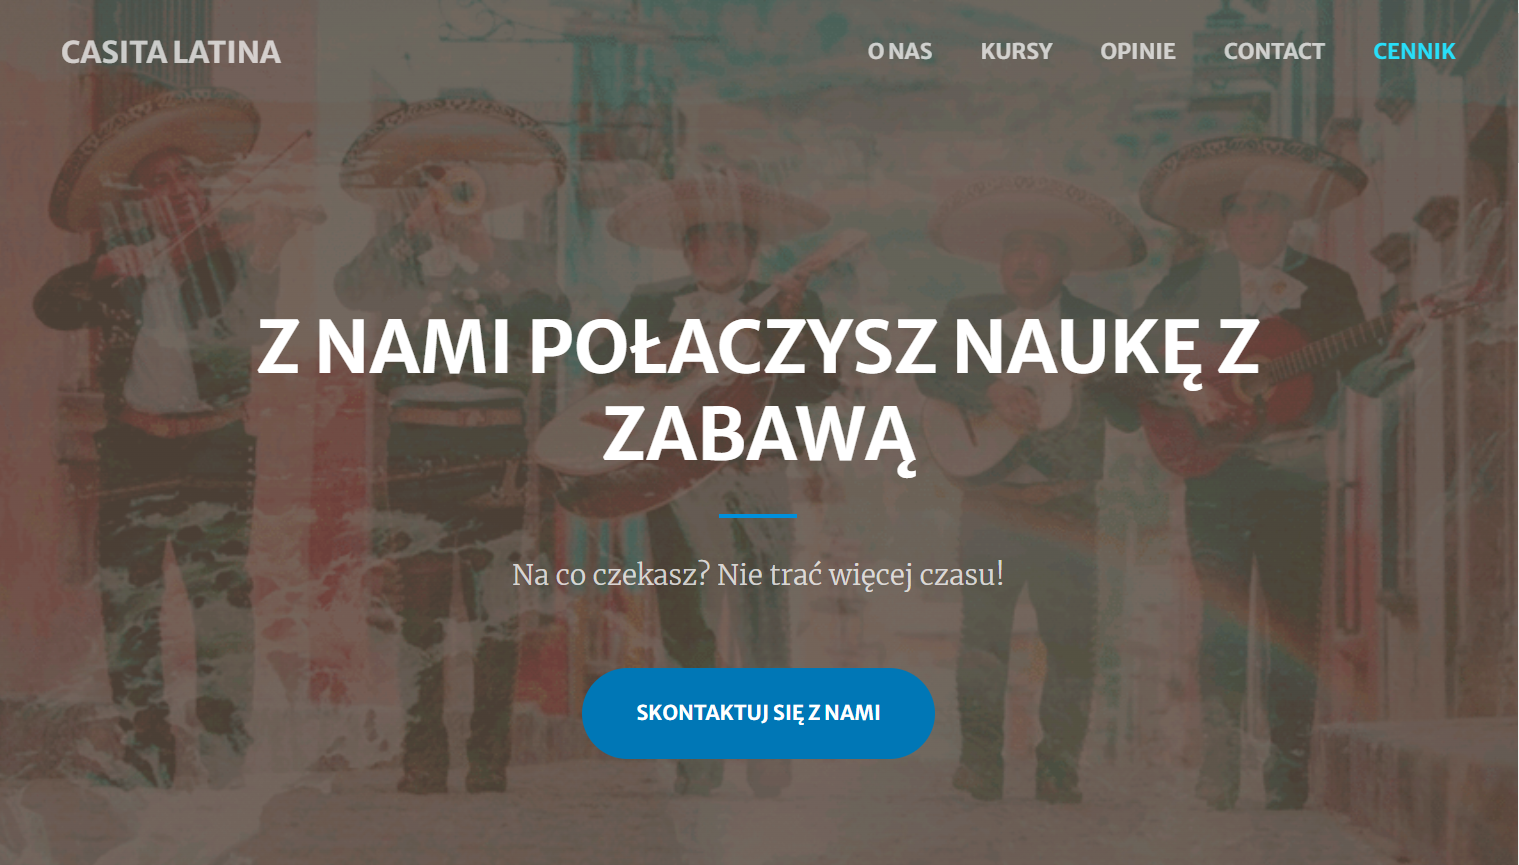 CASITA LATINA
O NAS KURSY OPINIE CONTACT CENNIK
Z NAMI POŁACZYSZ NAUKĘ Z
ZABAWĄ
Na co czekasz? Nie trać więcej czasu!
SKONTAKTUJ SIĘ Z NAMI